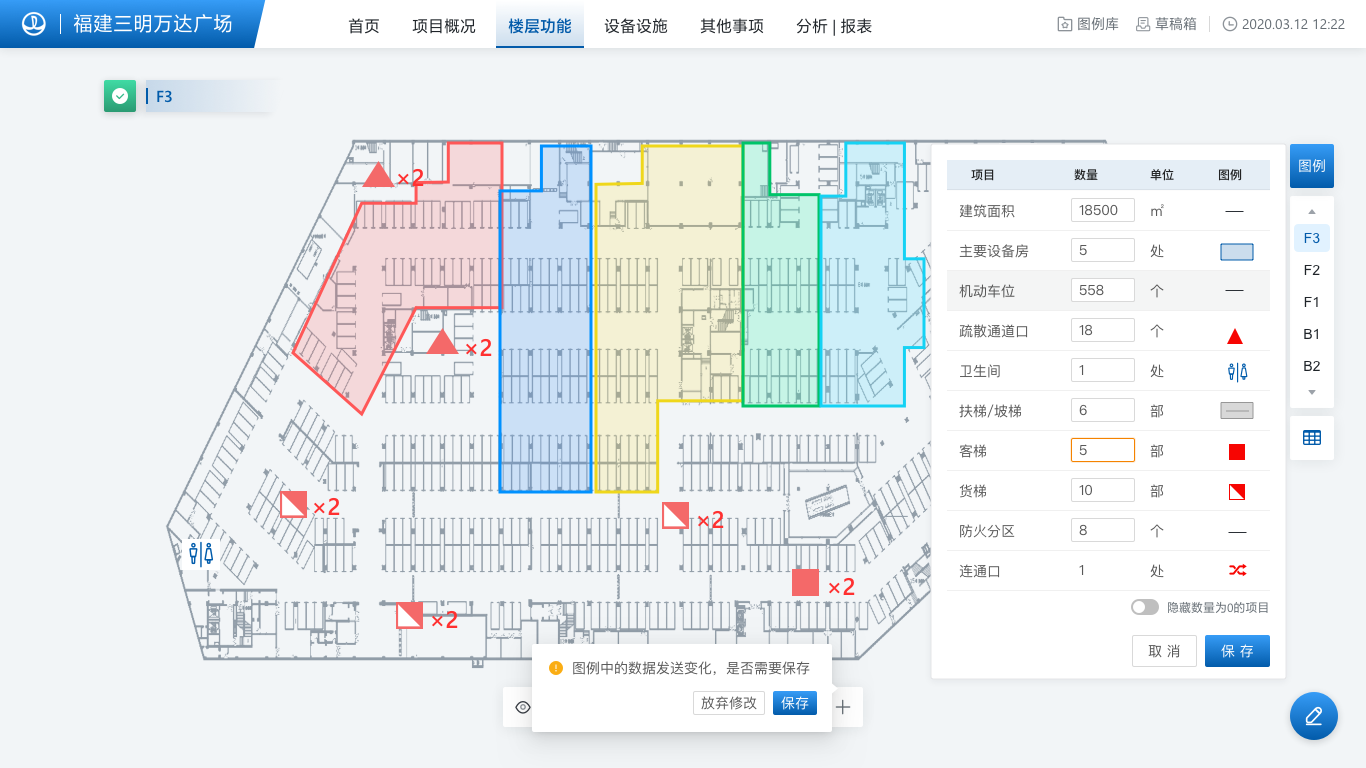 福建三明万达广场
首页 项目概况 楼层功能 设备设施 其他事项 分析 | 报表
图例库 草稿箱 2020.03.12 12:22
F3
×2
×2
×2
×2
×2
×2
项目 数量 单位 图例
建筑面积 18500 ㎡
主要设备房 5 处
机动车位 558 个
疏散通道口 18 个
卫生间 1 处
扶梯/坡梯 6 部
客梯 5 部
货梯 10 部
防火分区 8 个
连通口 1 处
隐藏数量为0的项目
取消 保存
图例
F3
F2
F1
B1
B2
图例中的数据发送变化，是否需要保存
放弃修改 保存